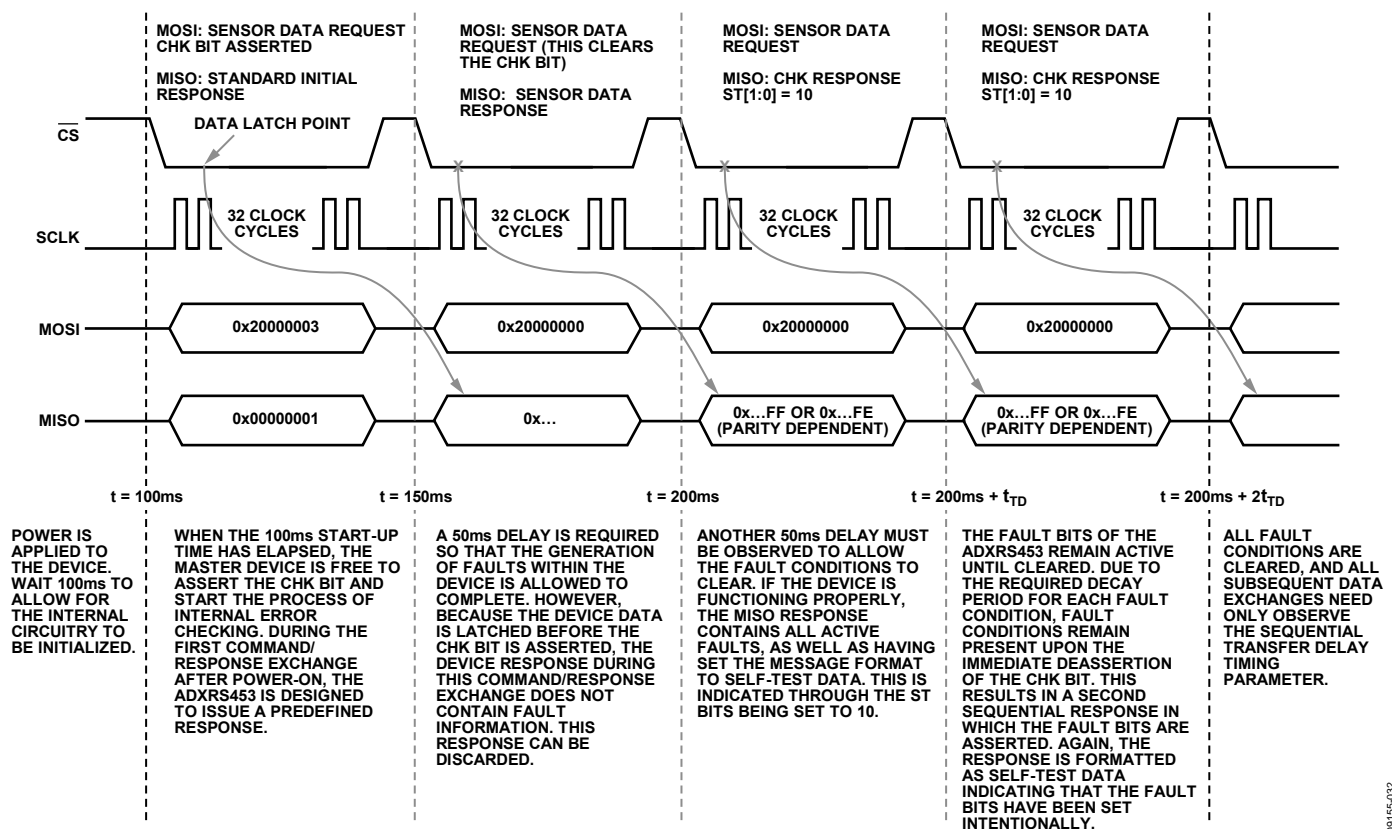 MOSI: SENSOR DATA REQUEST
CHK BIT ASSERTED
MISO: STANDARD INITIAL
RESPONSE
MOSI: SENSOR DATA
REQUEST (THIS CLEARS
THE CHK BIT)
MISO: SENSOR DATA
RESPONSE
MOSI: SENSOR DATA
REQUEST
MISO: CHK RESPONSE
ST[1:0] = 10
MOSI: SENSOR DATA
REQUEST
MISO: CHK RESPONSE
ST[1:0] = 10
DATA LATCH POINT
CS
X
X
X
SCLK
32 CLOCK
CYCLES
32 CLOCK
CYCLES
32 CLOCK
CYCLES
32 CLOCK
CYCLES
MOSI
0x20000003
0x20000000
0x20000000
0x20000000
MISO
0x00000001
0x…
0x…FF OR 0x…FE
(PARITY DEPENDENT)
0x…FF OR 0x…FE
(PARITY DEPENDENT)
t = 100ms
t = 150ms
t = 200ms
t = 200ms + tTD
t = 200ms + 2tTD
POWER IS
APPLIED TO
THE DEVICE.
WAIT 100ms TO
ALLOW FOR
THE INTERNAL
CIRCUITRY TO
BE INITIALIZED.
WHEN THE 100ms START-UP
TIME HAS ELAPSED, THE
MASTER DEVICE IS FREE TO
ASSERT THE CHK BIT AND
START THE PROCESS OF
INTERNAL ERROR
CHECKING. DURING THE
FIRST COMMAND/
RESPONSE EXCHANGE
AFTER POWER-ON, THE
ADXRS453 IS DESIGNED
TO ISSUE A PREDEFINED
RESPONSE.
A 50ms DELAY IS REQUIRED
SO THAT THE GENERATION
OF FAULTS WITHIN THE
DEVICE IS ALLOWED TO
COMPLETE. HOWEVER,
BECAUSE THE DEVICE DATA
IS LATCHED BEFORE THE
CHK BIT IS ASSERTED, THE
DEVICE RESPONSE DURING
THIS COMMAND/RESPONSE
EXCHANGE DOES NOT
CONTAIN FAULT
INFORMATION. THIS
RESPONSE CAN BE
DISCARDED.
ANOTHER 50ms DELAY MUST
BE OBSERVED TO ALLOW
THE FAULT CONDITIONS TO
CLEAR. IF THE DEVICE IS
FUNCTIONING PROPERLY,
THE MISO RESPONSE
CONTAINS ALL ACTIVE
FAULTS, AS WELL AS HAVING
SET THE MESSAGE FORMAT
TO SELF-TEST DATA. THIS IS
INDICATED THROUGH THE ST
BITS BEING SET TO 10.
THE FAULT BITS OF THE
ADXRS453 REMAIN ACTIVE
UNTIL CLEARED. DUE TO
THE REQUIRED DECAY
PERIOD FOR EACH FAULT
CONDITION, FAULT
CONDITIONS REMAIN
PRESENT UPON THE
IMMEDIATE DEASSERTION
OF THE CHK BIT. THIS
RESULTS IN A SECOND
SEQUENTIAL RESPONSE IN
WHICH THE FAULT BITS ARE
ASSERTED. AGAIN, THE
RESPONSE IS FORMATTED
AS SELF-TEST DATA
INDICATING THAT THE FAULT
BITS HAVE BEEN SET
INTENTIONALLY.
ALL FAULT
CONDITIONS ARE
CLEARED, AND ALL
SUBSEQUENT DATA
EXCHANGES NEED
ONLY OBSERVE
THE SEQUENTIAL
TRANSFER DELAY
TIMING
PARAMETER.
09155-032